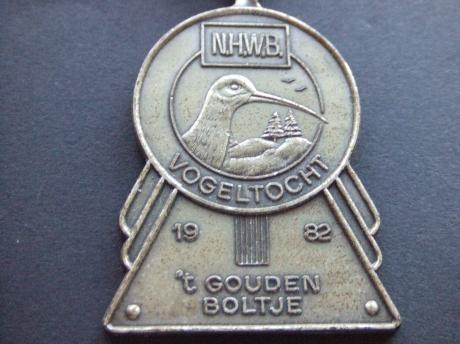 N.H.W.B.
VOGELTOCHT
19 82
't GOUDEN
BOLTJE